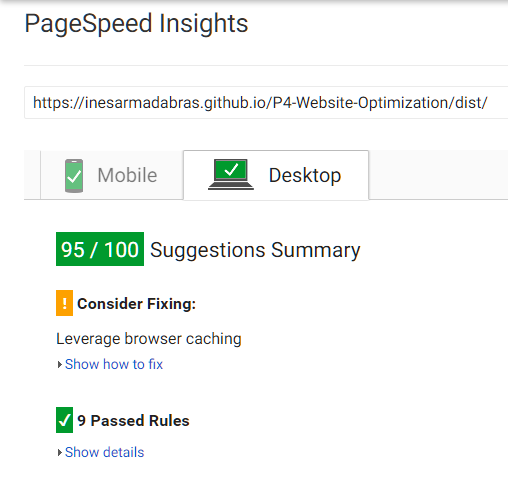 PageSpeed Insights
https://inesarmadabras.github.io/P4-Website-Optimization/dist/
Mobile Desktop
95 / 100 Suggestions Summary
! Consider Fixing:
Leverage browser caching
Show how to fix
9 Passed Rules
Show details